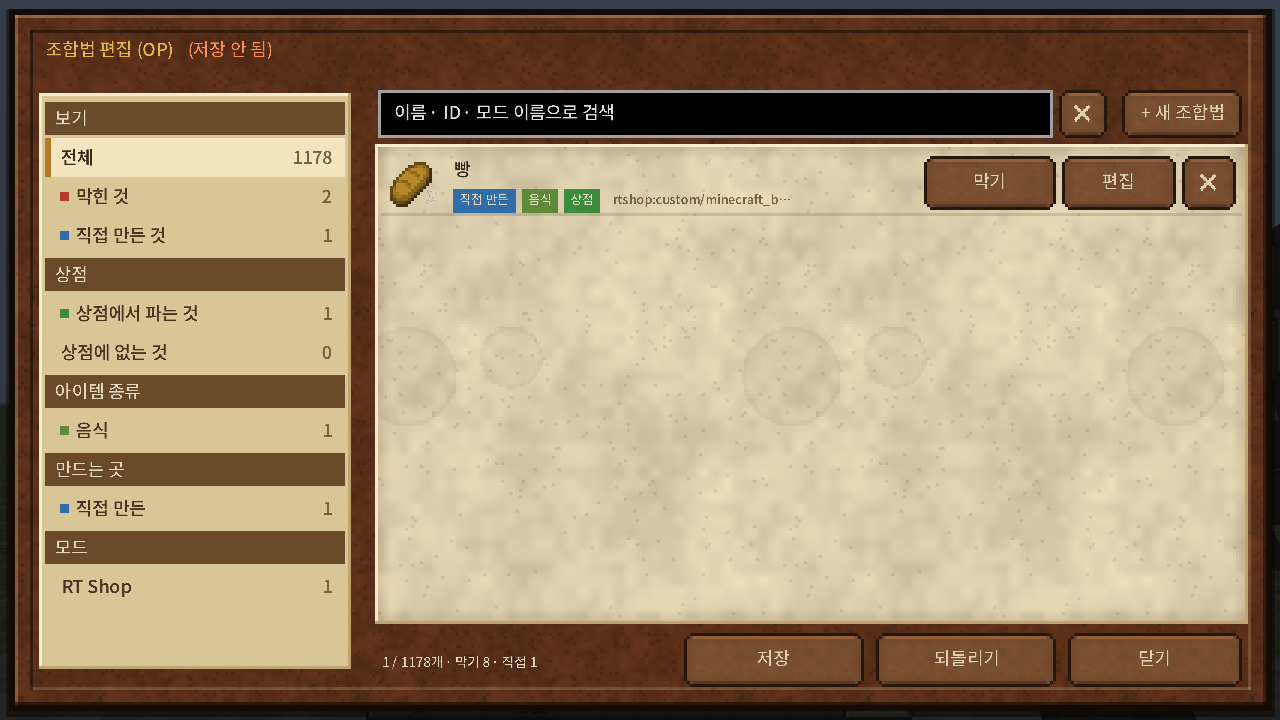 조합법 편집 (OP) (저장 안 됨)
보기
전체 1178
막힌 것 2
직접 만든 것 1
상점
상점에서 파는 것 1
상점에 없는 것 0
아이템 종류
음식 1
만드는 곳
직접 만든 1
모드
RT Shop 1
이름 · ID · 모드 이름으로 검색
+ 새 조합법
빵
직접 만든 음식 상점 rtshop:custom/minecraft_b…
막기 편집
1 / 1178개 · 막기 8 · 직접 1
저장 되돌리기 닫기